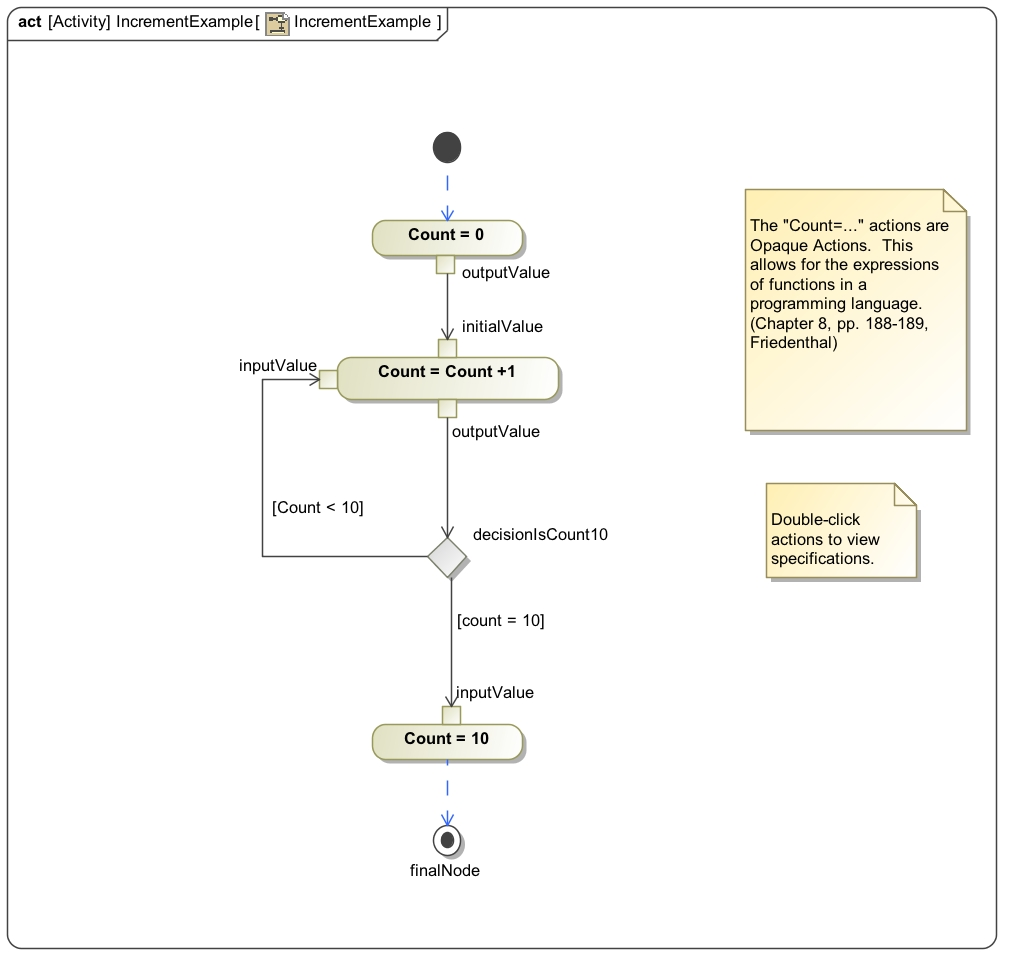 act [Activity] IncrementExample[ IncrementExample ]
Count = 0
outputValue
initialValue
inputValue
Count = Count +1
outputValue
[Count < 10]
decisionIsCount10
[count = 10]
inputValue
Count = 10
finalNode
The "Count=..." actions are
Opaque Actions.  This
allows for the expressions
of functions in a
programming language.
(Chapter 8, pp. 188-189,
Friedenthal)
Double-click
actions to view
specifications.